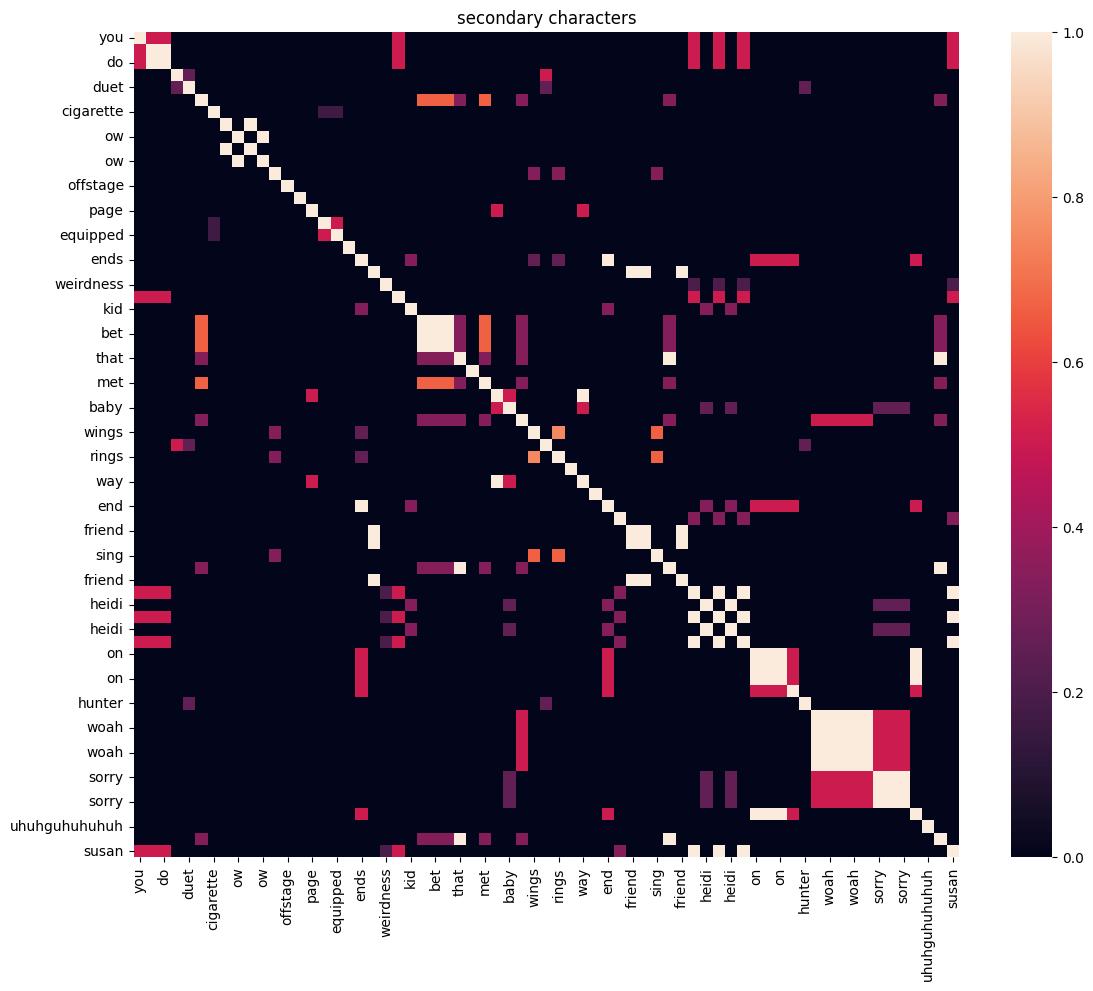 secondary characters
you
do
duet
cigarette
ow
ow
offstage
page
equipped
ends
weirdness
kid
bet
that
met
baby
wings
rings
way
end
friend
sing
friend
heidi
heidi
on
on
hunter
woah
woah
sorry
sorry
uhuhguhuhuhuh
susan
you
do
duet
cigarette
ow
ow
offstage
page
equipped
ends
weirdness
kid
bet
that
met
baby
wings
rings
way
end
friend
sing
friend
heidi
heidi
on
on
hunter
woah
woah
sorry
sorry
uhuhguhuhuhuh
susan
1.0
0.8
0.6
0.4
0.2
0.0